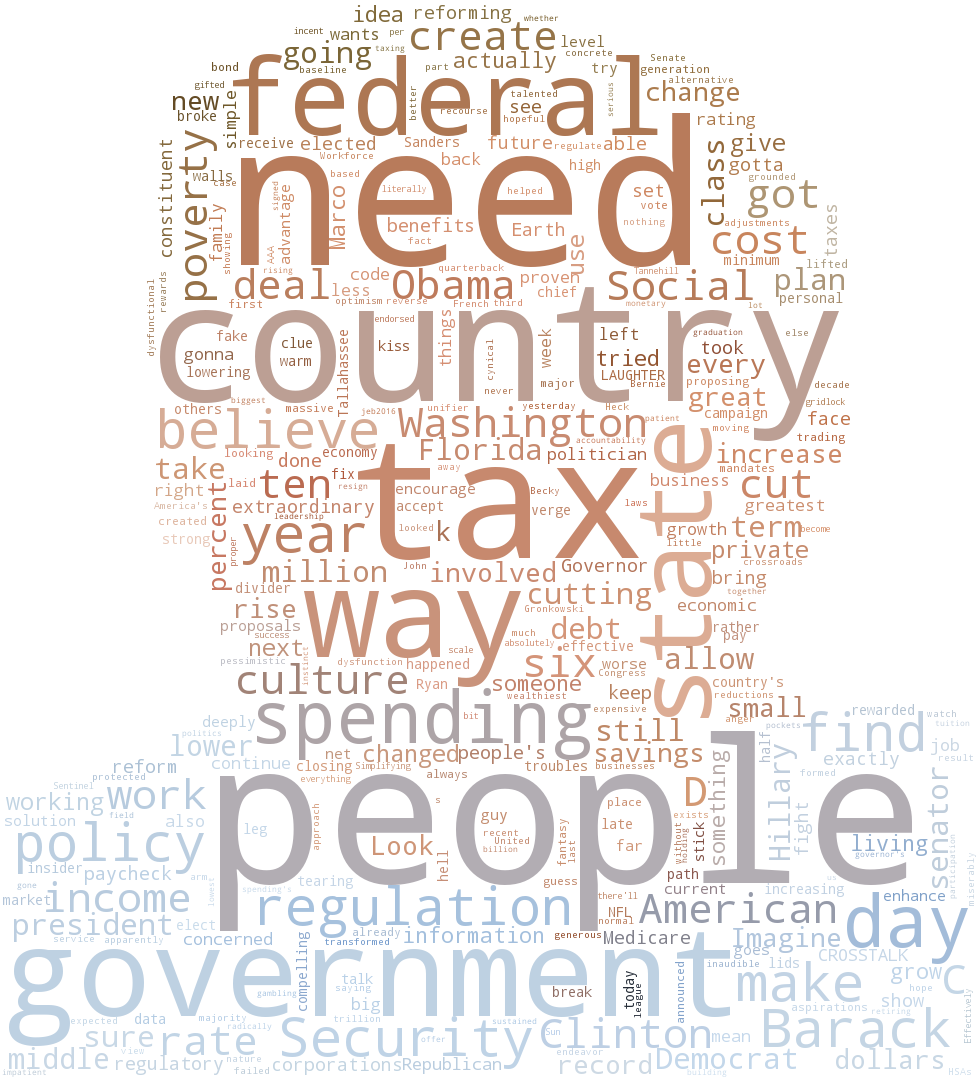 whether
idea reforming
incent wants per create
going taxing level concrete Senate
bond baseline actually
gifted part try generation
federal
new better talented alternative
simple recourse see serious change
broke hopeful rating
receive elected Sanders future regulate able give
constituent poverty Workforce back high class gotta
need
walls case based set grounded
literally helped vote got
signed family advantage Marco benefits nothing adjustments
fact Earth use cost taxes
showing AAA quarterback proven minimum
rising code Tannehill lifted
dysfunctional rewards deal less Obama chief Social plan
first optimism reverse French third monetary lot personal
country
endorsed
fake things left graduation else
gonna clue kiss week tried took
lowering warm cynical LAUGHTER Bernie every
Tallahassee never major proposing decade
others biggest massive jeb2016 unifier yesterday Heck great gridlock
patient campaign face
believe Washington moving trading
looking economy Florida accountability politician state
take done fix away increase
right laid ten resign tax encourage Becky business mandates cut
America's percent extraordinary accept verge laws greatest
created leadership looked growth term
strong year k little become
proper John Governor private
million involved crossroads
divider way Gronkowski cutting bring together
rise economic
proposals much debt rather
success absolutely effective pay
next scale
pessimistic instinct dysfunction happened six worse allow
Congress
culture Ryan someone keep country's
wealthiest reductions
spending bit expensive anger small rewarded watch
deeply still pockets tuition
politics find
lower net changed people's savings half job
reform continue closing Simplifying troubles businesses exactly result
protected everything always D formed
Sentinel people
working work s place something Hillary
field approach guy exists fight senator
solution also leg recent late
policy Look United stick living
hell billion fantasy far without holding governor's
insider last path participation
gone paycheck arm tearing guess us miserably
market income lowest spending's there'll current increasing
regulation NFL American enhance
president elect normal day
service apparently already information generous Medicare Imagine goes
concerned transformed CROSSTALK
government
compelling inaudible lids grow C
talk today announced make hope
gambling saying break league aspirations show
big retiring
expected data majority trillion
sure radically sustained Sun Barack Effectively
rate Security offer Clinton mean
view
middle nature endeavor Democrat dollars
regulatory corporations Republican record
impatient failed building HSAs